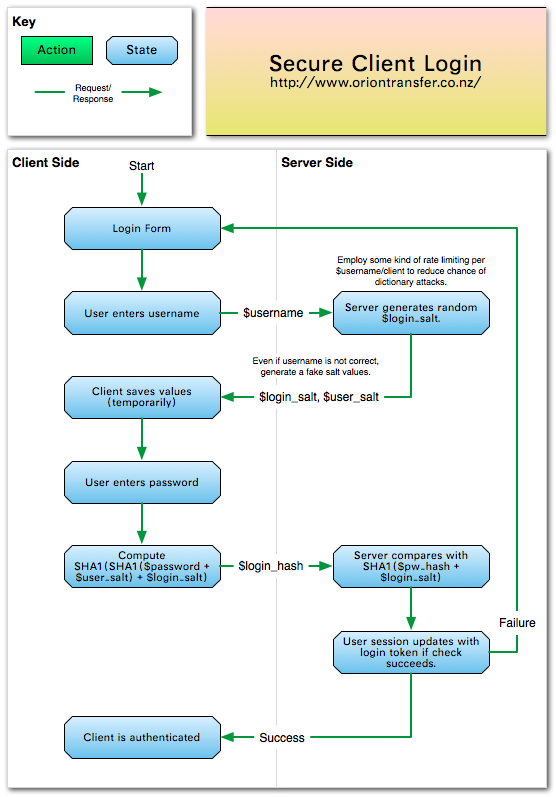 Key
Action
State
Request/
Response
Secure Client Login
http://www.oriontransfer.co.nz/
Client Side
Server Side
Start
Login Form
Employ some kind of rate limiting per
$username/client to reduce chance of
dictionary attacks.
User enters username
$username
Server generates random
$login_salt.
Even if username is not correct,
generate a fake salt values.
Client saves values
(temporarily)
$login_salt, $user_salt
User enters password
Compute
SHA1(SHA1($password +
$user_salt) + $login_salt)
$login_hash
Server compares with
SHA1($pw_hash +
$login_salt)
Failure
User session updates with
login token if check
succeeds.
Client is authenticated
Success